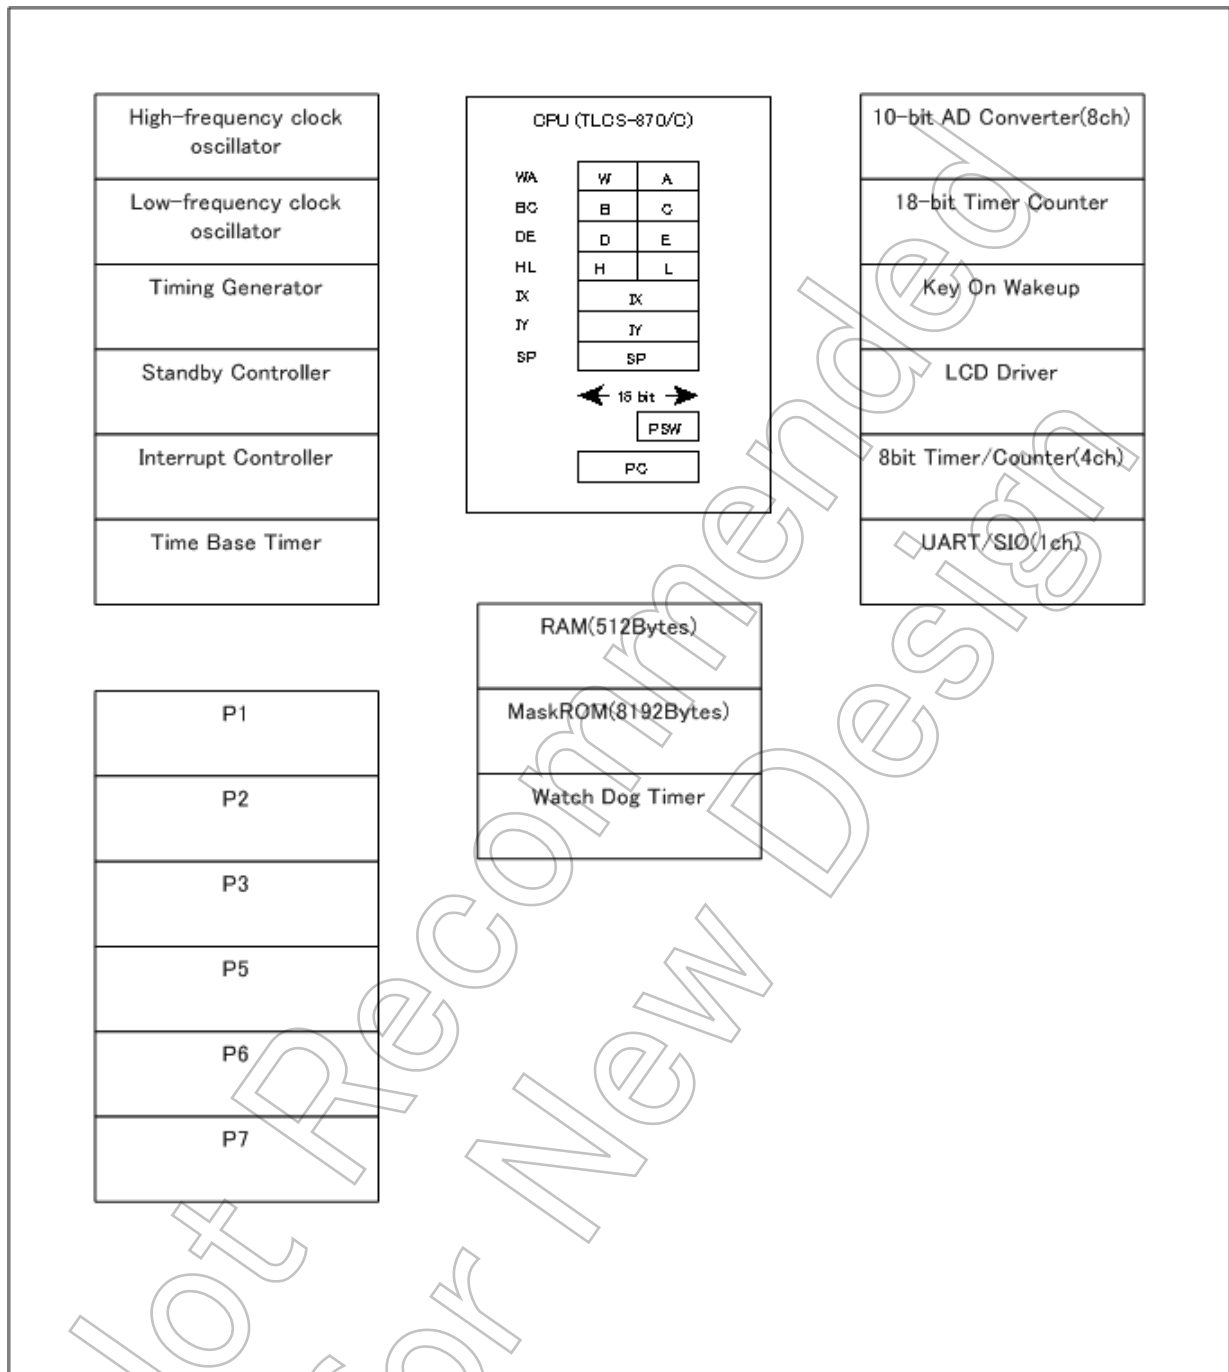 High-frequency clock
oscillator
Low-frequency clock
oscillator
Timing Generator
Standby Controller
Interrupt Controller
Time Base Timer
CPU (TLCS-870/C)
WA W A
BC B C
DE D E
HL H L
IX IX
IY IY
SP SP
16 bit
PSW
PC
10-bit AD Converter(8ch)
18-bit Timer Counter
Key On Wakeup
LCD Driver
8bit Timer/Counter(4ch)
UART/SIO(1ch)
RAM(512Bytes)
MaskROM(8192Bytes)
Watch Dog Timer
P1
P2
P3
P5
P6
P7
Not Recommended
for New Design